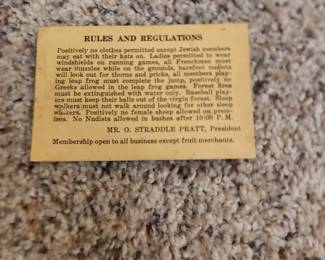 RULES AND REGULATIONS
Positively no clothes permitted except Jewish members
may eat with their hats on. Ladies permitted to wear
windshields on running games, all Frenchmen must
wear muzzles while on the grounds, barefoot nudists
will look out for thorns and pricks, all members play-
ing leap frog must complete the jump, positively no
Greeks allowed in the leap frog games. Forest fires
must be extinguished with water only. Baseball play-
ers must keep their balls out of the virgin forest. Sleep
walkers must not walk around looking for other sleep
walkers. Positively no female sheep allowed on prem-
ises. No Nudists allowed in bushes after 10:00 P. M.
MR. O. STRADDLE PRATT, President
Membership open to all business except fruit merchants.